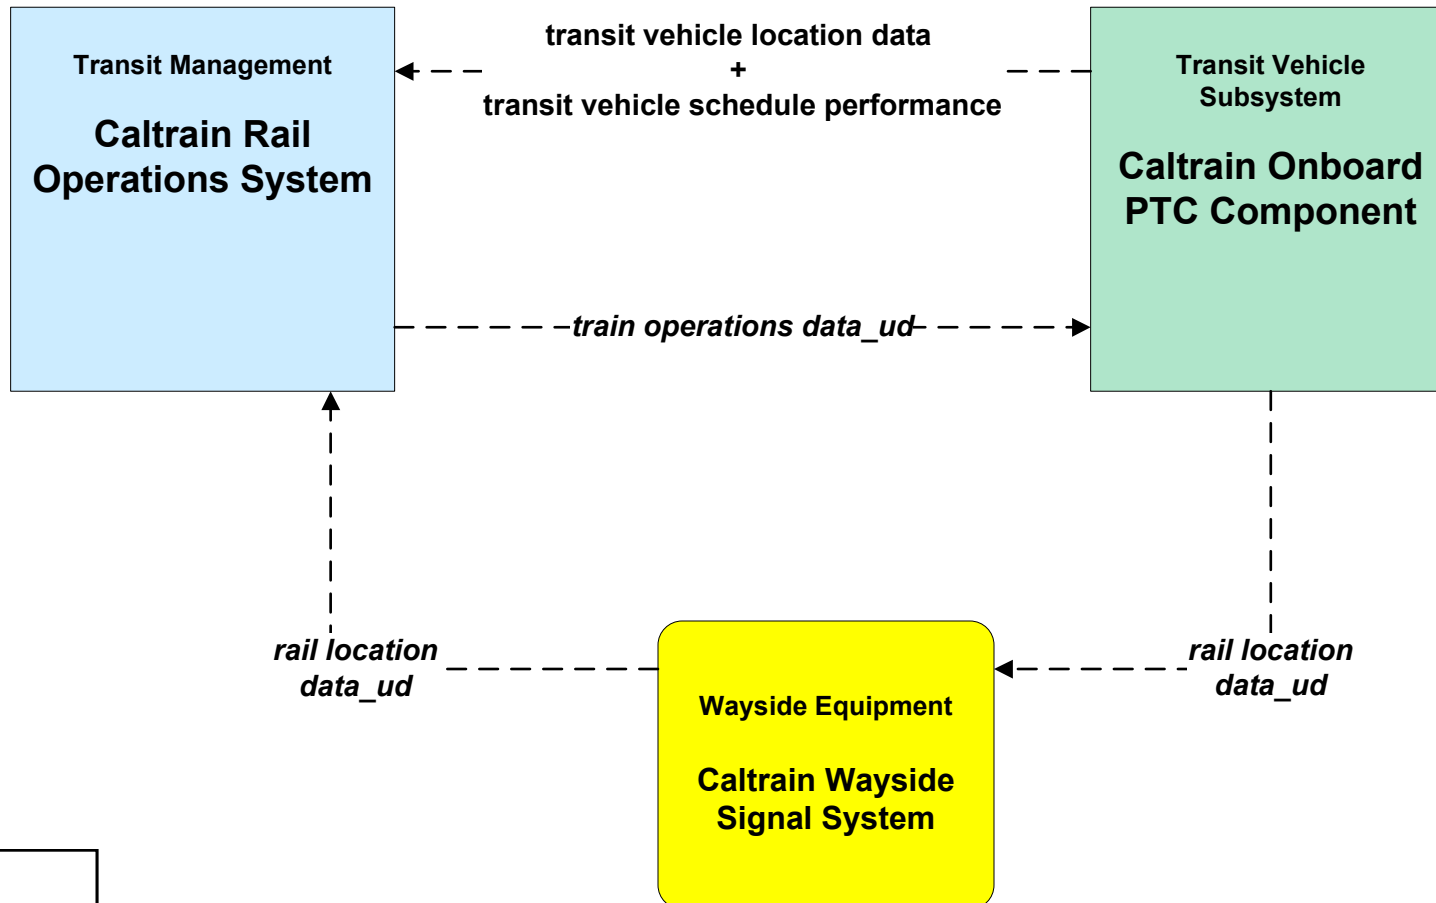 Transit Management
Caltrain Rail
Operations System
transit vehicle location data
+
transit vehicle schedule performance
Transit Vehicle
Subsystem
Caltrain Onboard
PTC Component
train operations data_ud
rail location
data_ud
rail location
data_ud
Wayside Equipment
Caltrain Wayside
Signal System